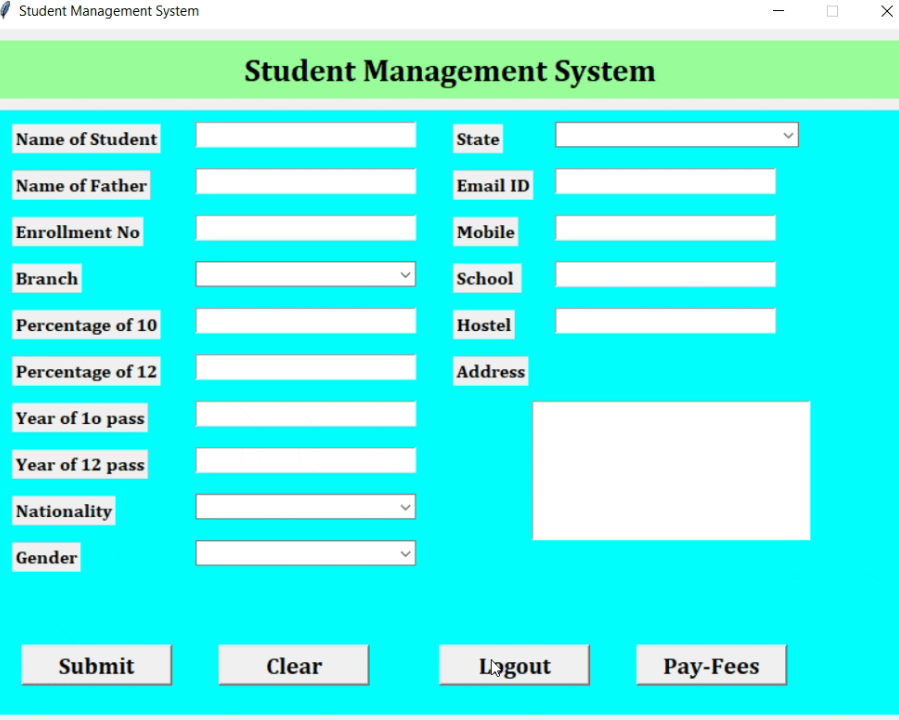 Student Management System
Student Management System
Name of Student
State
Name of Father
Email ID
Enrollment No
Mobile
Branch
School
Percentage of 10
Hostel
Percentage of 12
Address
Year of 1o pass
Year of 12 pass
Nationality
Gender
Submit
Clear
Logout
Pay-Fees